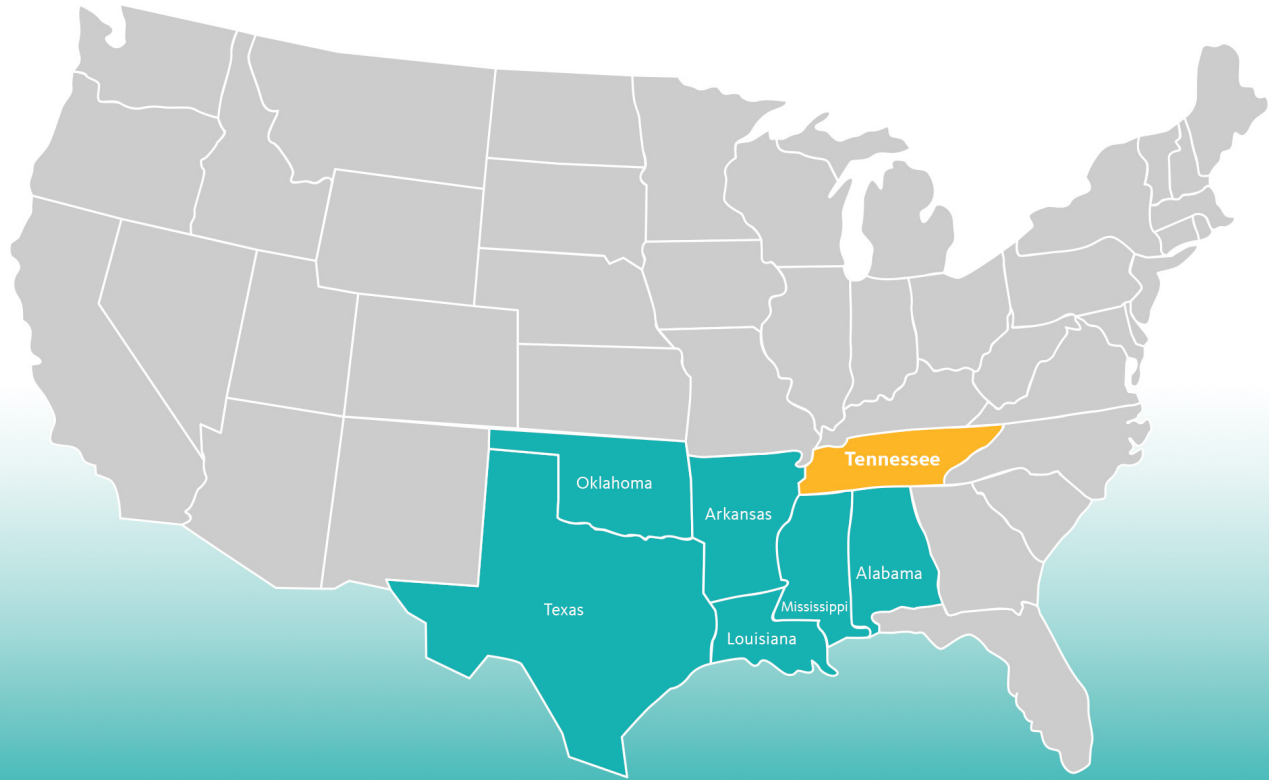 Tennessee
Oklahoma
Arkansas
Alabama
Texas
Mississippi
Louisiana